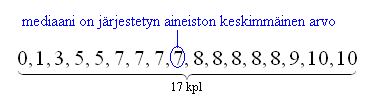 mediaani on järjestetyn aineiston keskimmäinen arvo
0, 1, 3, 5, 5, 7, 7, 7, 7, 8, 8, 8, 8, 8, 9, 10, 10
17 kpl